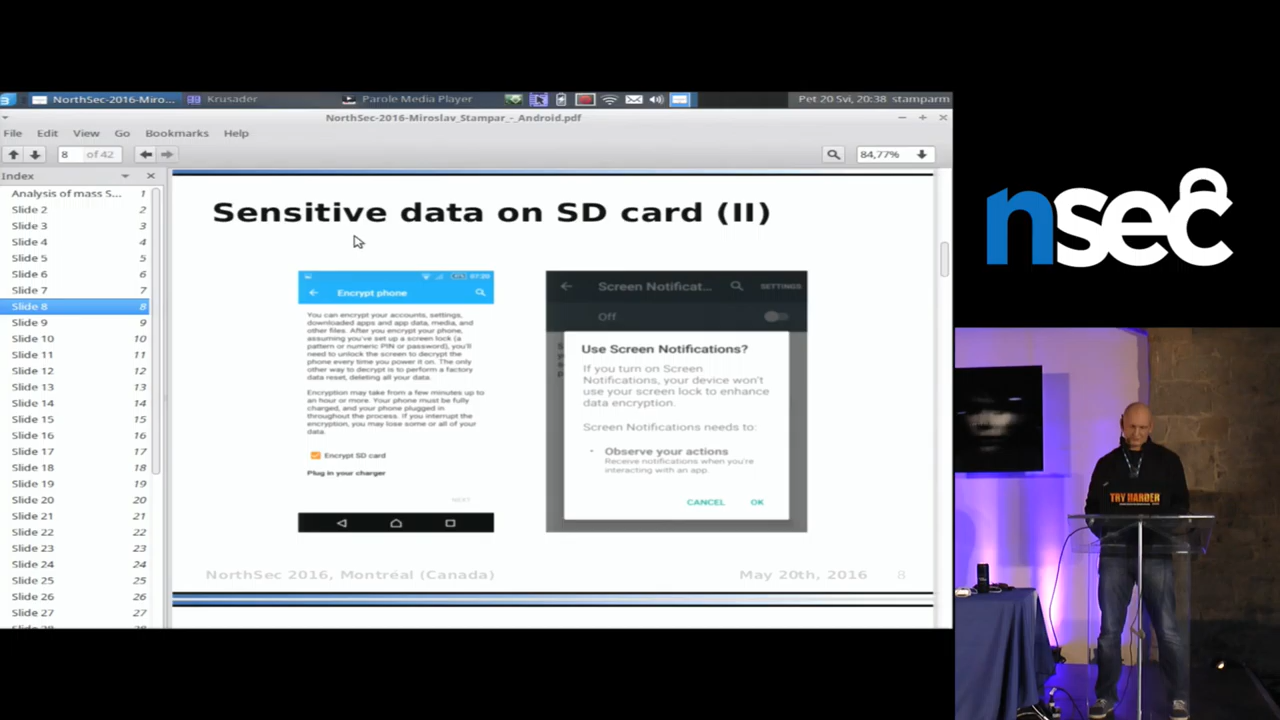 NorthSec-2016-Miro...
Krusader
Parole Media Player
Pet 20 Svi, 20:38 stamparm
NorthSec-2016-Miroslav_Stampar_-_Android.pdf
File Edit View Go Bookmarks Help
8 of 42
84,77%
Index
Analysis of mass S... 1
Slide 2 2
Slide 3 3
Slide 4 4
Slide 5 5
Slide 6 6
Slide 7 7
Slide 8 8
Slide 9 9
Slide 10 10
Slide 11 11
Slide 12 12
Slide 13 13
Slide 14 14
Slide 15 15
Slide 16 16
Slide 17 17
Slide 18 18
Slide 19 19
Slide 20 20
Slide 21 21
Slide 22 22
Slide 23 23
Slide 24 24
Slide 25 25
Slide 26 26
Slide 27 27
Sensitive data on SD card (II)
Encrypt phone
You can encrypt your accounts, settings,
downloaded apps and app data, media, and
other files. After you encrypt your phone,
assuming you've set up a screen lock (a
pattern or numeric PIN or password), you'll
need to unlock the screen to decrypt the
phone every time you power it on. The only
other way to decrypt is to perform a factory
data reset, deleting all your data.
Encryption may take from a few minutes up to
an hour or more. Your phone must be fully
charged, and your phone plugged in
throughout the process. If you interrupt the
encryption, you may lose some or all of your
data.
Encrypt SD card
Plug in your charger
NEXT
Screen Notificat... SETTINGS
Off
Use Screen Notifications?
If you turn on Screen
Notifications, your device won't
use your screen lock to enhance
data encryption.
Screen Notifications needs to:
• Observe your actions
Receive notifications when you're
interacting with an app.
CANCEL OK
NorthSec 2016, Montréal (Canada)
May 20th, 2016 8
nsec
TRY HARDER